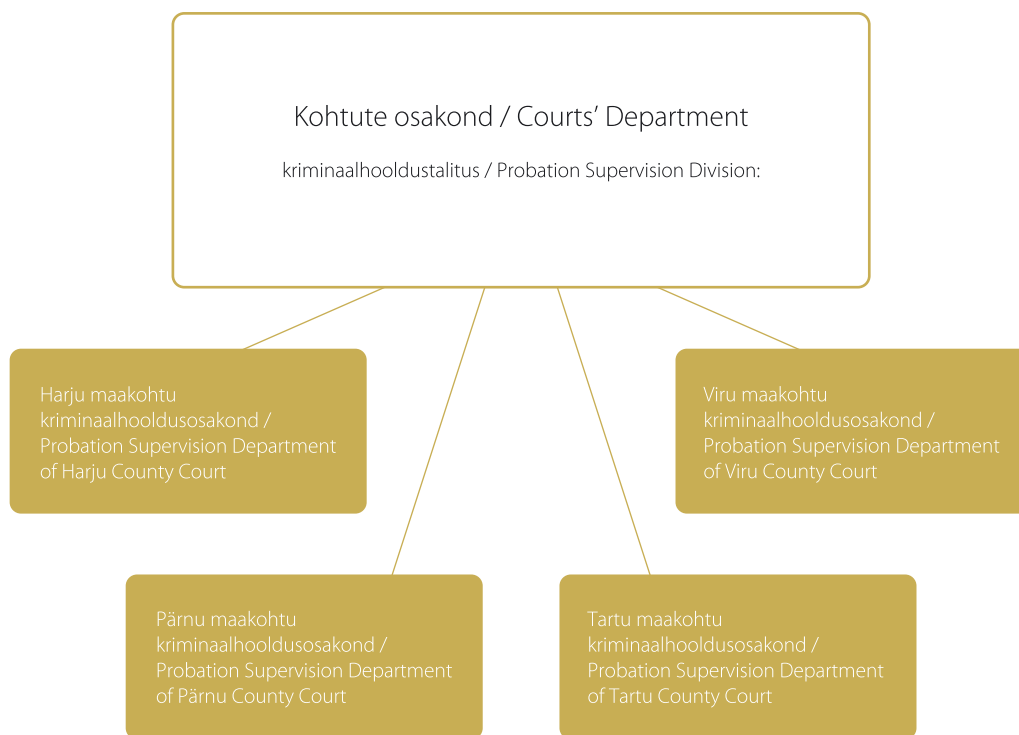 Kohtute osakond / Courts’ Department
kriminaalhooldustalitus / Probation Supervision Division:
Harju maakohtu
kriminaalhooldusosakond /
Probation Supervision Department
of Harju County Court
Viru maakohtu
kriminaalhooldusosakond /
Probation Supervision Department
of Viru County Court
Pärnu maakohtu
kriminaalhooldusosakond /
Probation Supervision Department
of Pärnu County Court
Tartu maakohtu
kriminaalhooldusosakond /
Probation Supervision Department
of Tartu County Court